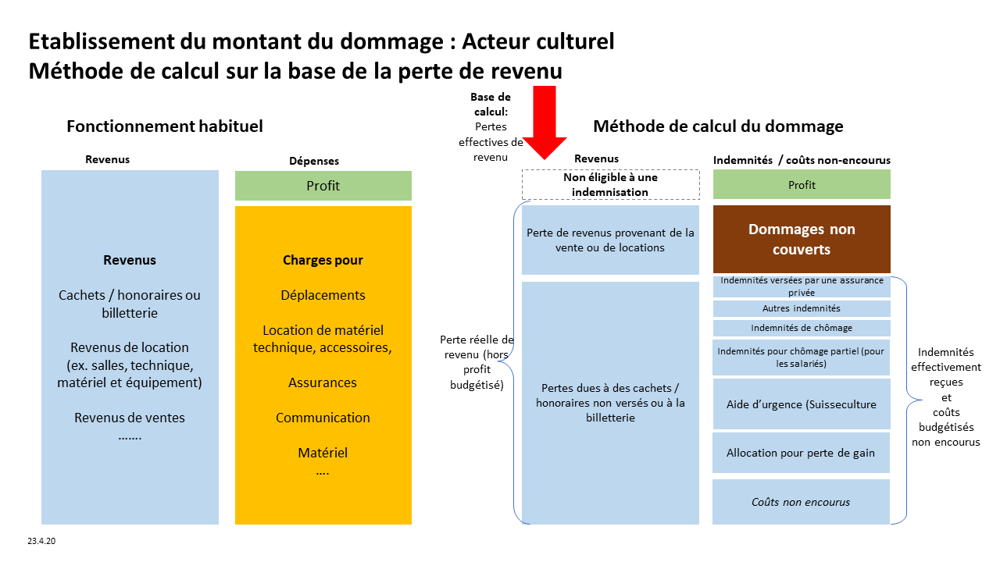 Etablissement du montant du dommage : Acteur culturel
Méthode de calcul sur la base de la perte de revenu
Fonctionnement habituel
Revenus
Dépenses
Revenus
Cachets / honoraires ou
billetterie
Revenus de location
(ex. salles, technique,
matériel et équipement)
Revenus de ventes
…….
Profit
Charges pour
Déplacements
Location de matériel
technique, accessoires,
Assurances
Communication
Matériel
….
Base de
calcul:
Pertes
effectives de
revenu
Méthode de calcul du dommage
Revenus
Indemnités / coûts non-encourus
Non éligible à une
indemnisation
Perte de revenus provenant de la
vente ou de locations
Perte réelle de
revenu (hors
profit
budgétisé)
Pertes dues à des cachets /
honoraires non versés ou à la
billetterie
Profit
Dommages non
couverts
Indemnités versées par une assurance
privée
Autres indemnités
Indemnités de chômage
Indemnités pour chômage partiel (pour
les salariés)
Aide d’urgence (Suisseculture
Allocation pour perte de gain
Coûts non encourus
Indemnités
effectivement
reçues
et
coûts
budgétisés
non encourus
23.4.20